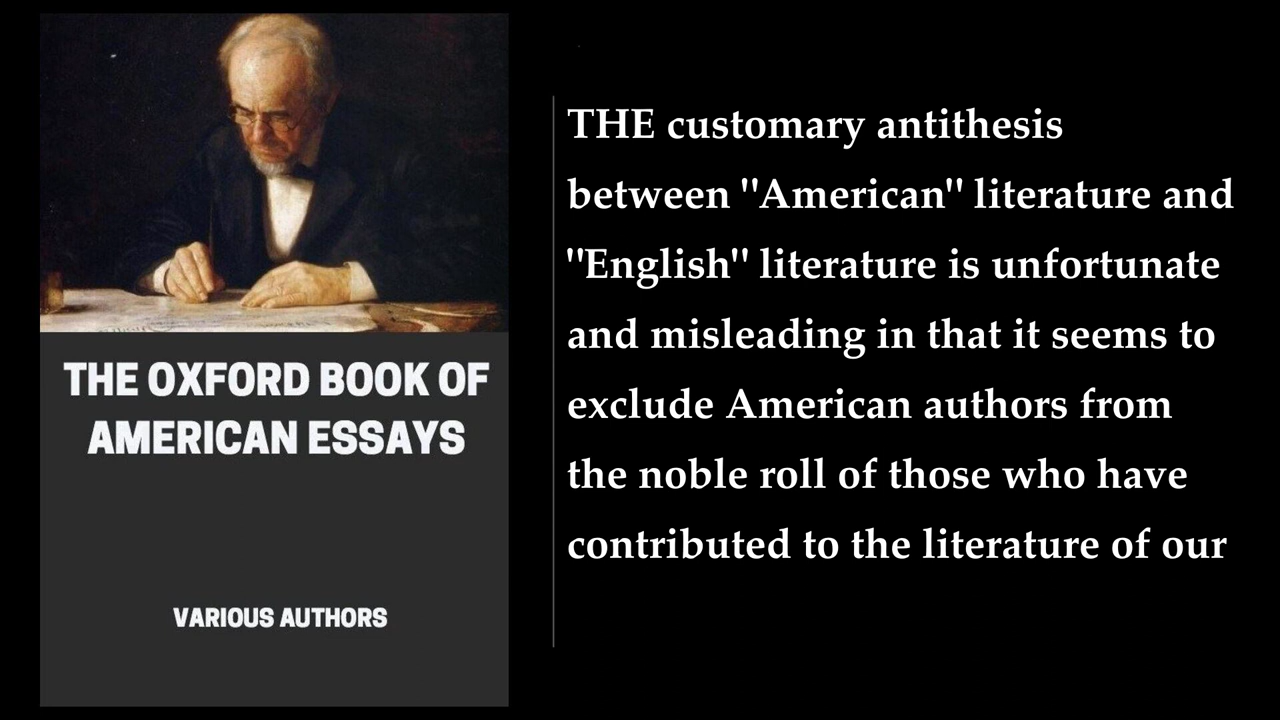 THE OXFORD BOOK OF
AMERICAN ESSAYS
VARIOUS AUTHORS
THE customary antithesis
between "American" literature and
"English" literature is unfortunate
and misleading in that it seems to
exclude American authors from
the noble roll of those who have
contributed to the literature of our